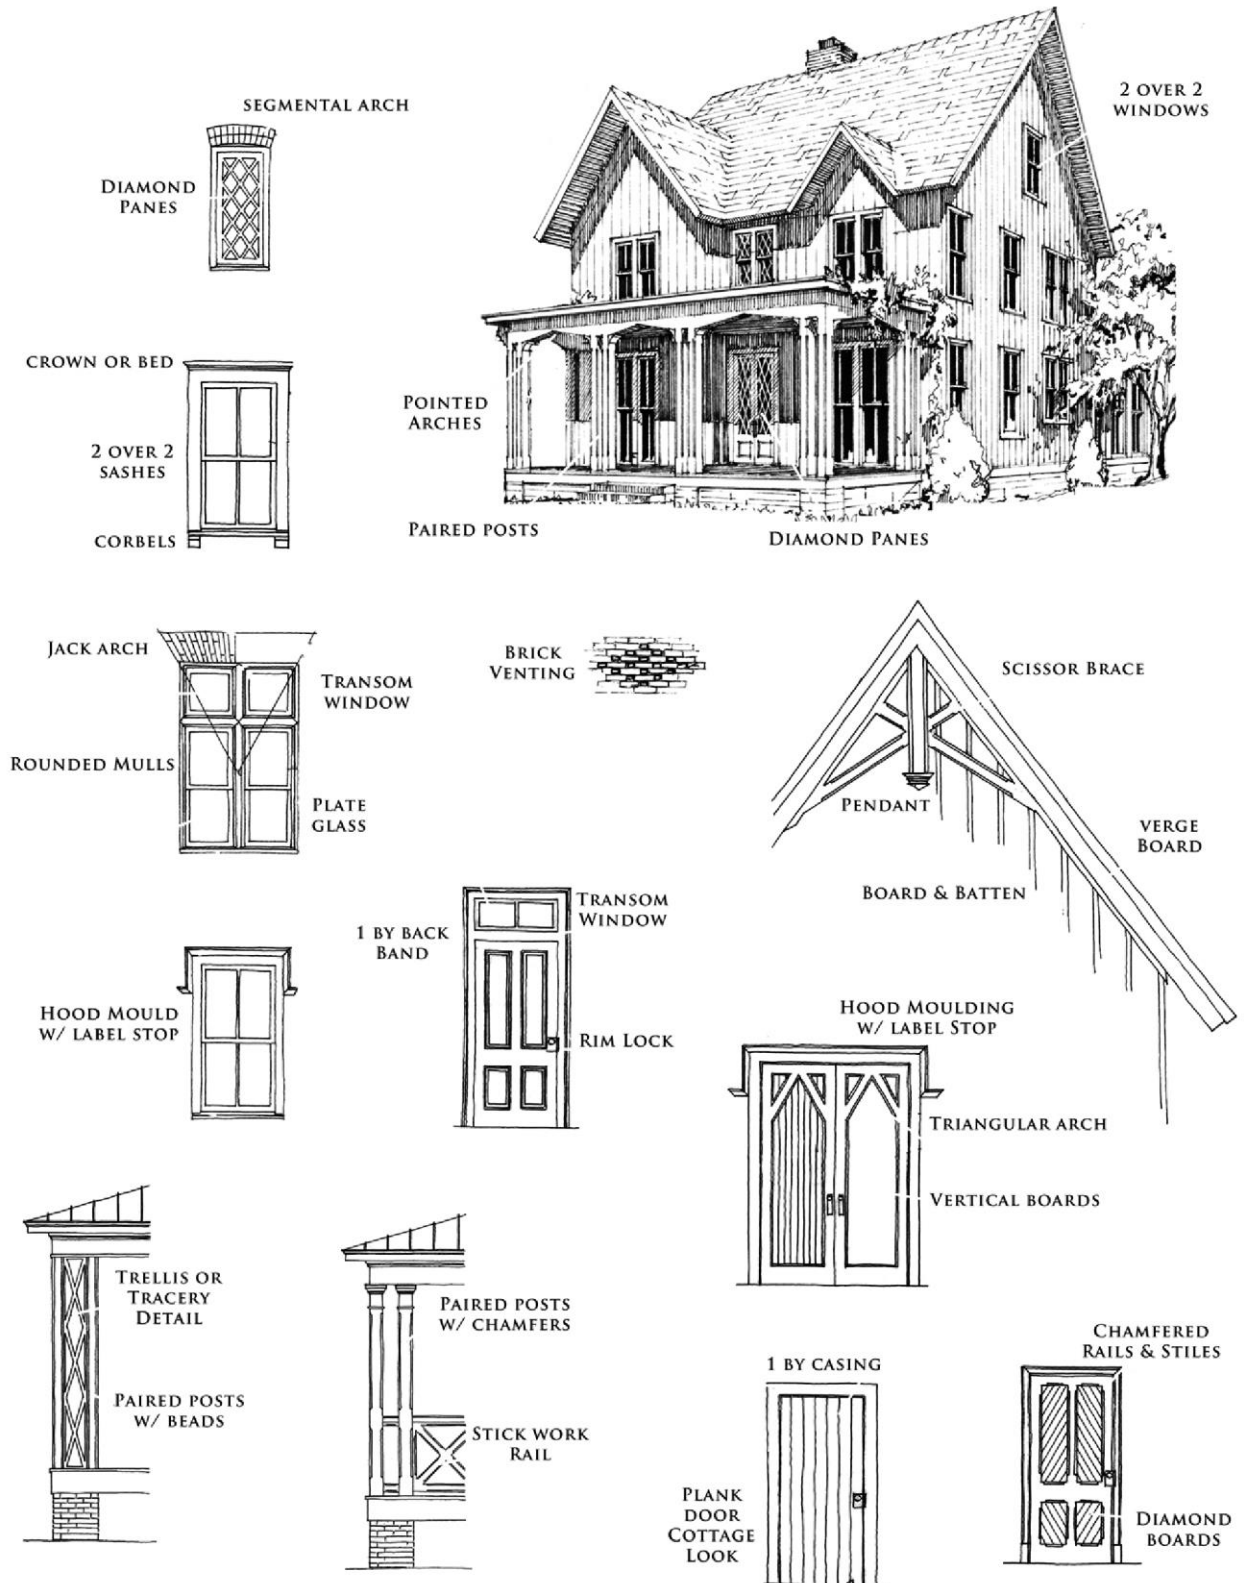 SEGMENTAL ARCH
2 OVER 2
WINDOWS
DIAMOND
PANES
CROWN OR BED
POINTED
ARCHES
2 OVER 2
SASHES
CORBELS
PAIRED POSTS
DIAMOND PANES
JACK ARCH
BRICK
VENTING
SCISSOR BRACE
TRANSOM
WINDOW
ROUNDED MULLS
PLATE
GLASS
PENDANT
VERGE
BOARD
BOARD & BATTEN
TRANSOM
WINDOW
1 BY BACK
BAND
HOOD MOULD
W/ LABEL STOP
RIM LOCK
HOOD MOULDING
W/ LABEL STOP
TRIANGULAR ARCH
VERTICAL BOARDS
TRELLIS OR
TRACERY
DETAIL
PAIRED POSTS
W/ CHAMFERS
PAIRED POSTS
W/ BEADS
STICK WORK
RAIL
1 BY CASING
CHAMFERED
RAILS & STILES
PLANK
DOOR
COTTAGE
LOOK
DIAMOND
BOARDS